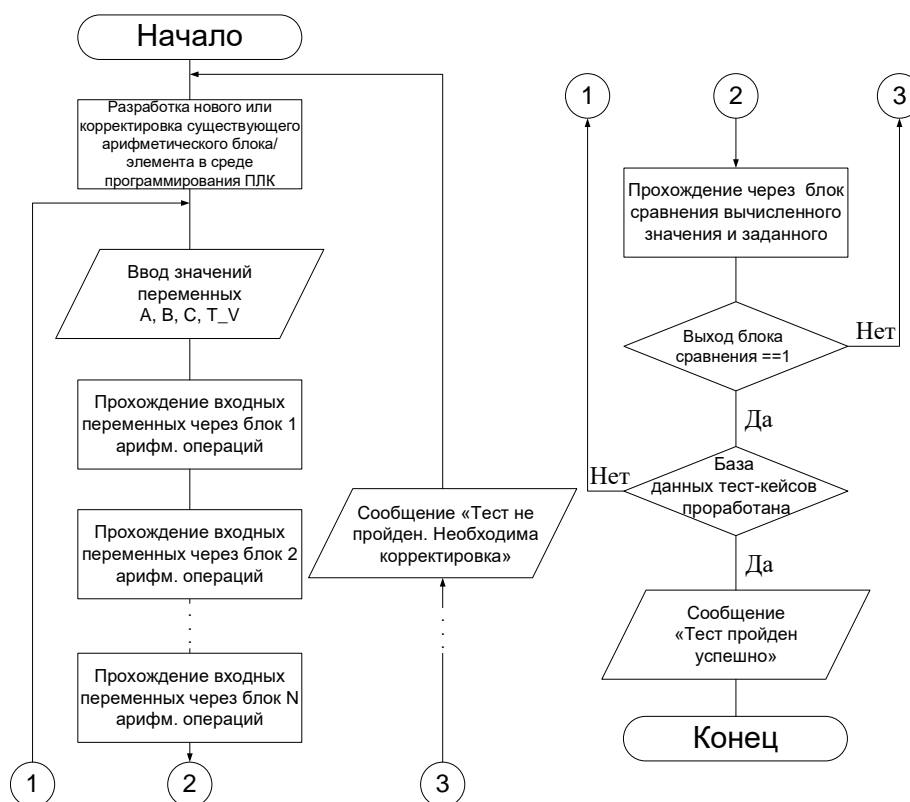 Начало
Разработка нового или
корректировка существующего
арифметического блока/
элемента в среде
программирования ПЛК
Ввод значений
переменных
A, B, C, T_V
Прохождение входных
переменных через блок 1
арифм. операций
Прохождение входных
переменных через блок 2
арифм. операций
Прохождение входных
переменных через блок N
арифм. операций
1
2
Сообщение «Тест не
пройден. Необходима
корректировка»
3
1
2
3
Прохождение через блок
сравнения вычисленного
значения и заданного
Выход блока
сравнения ==1
Нет
Да
База
данных тест-кейсов
проработана
Нет
Да
Сообщение
«Тест пройден
успешно»
Конец